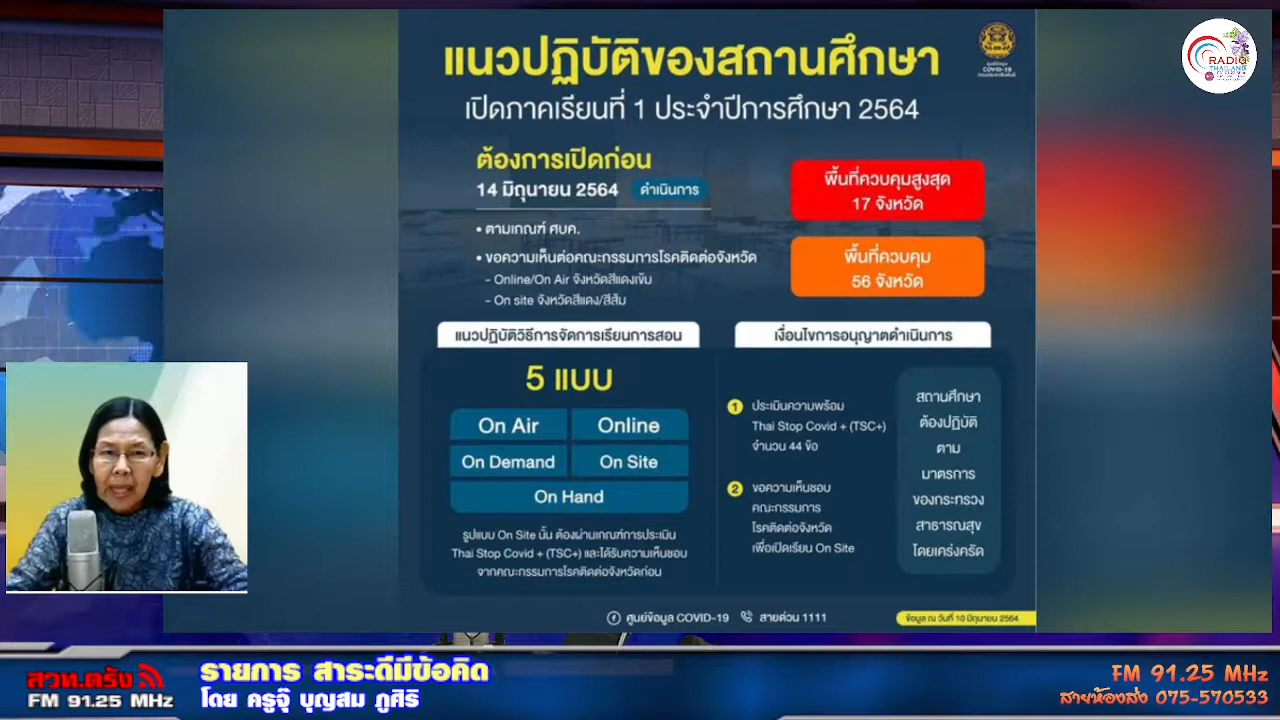 แนวปฏิบัติของสถานศึกษา
เปิดภาคเรียนที่ 1 ประจำปีการศึกษา 2564
ศูนย์ข้อมูล
COVID-19
RADIO
THAILAND
ต้องการเปิดก่อน
14 มิถุนายน 2564 ดำเนินการ
• ตามเกณฑ์ ศบค.
• ขอความเห็นต่อคณะกรรมการโรคติดต่อจังหวัด
- Online/On Air จังหวัดสีแดงเข้ม
- On site จังหวัดสีแดง/สีส้ม
พื้นที่ควบคุมสูงสุด
17 จังหวัด
พื้นที่ควบคุม
56 จังหวัด
แนวปฏิบัติวิธีการจัดการเรียนการสอน
5 แบบ
On Air
Online
On Demand
On Site
On Hand
รูปแบบ On Site นั้น ต้องผ่านเกณฑ์การประเมิน
Thai Stop Covid + (TSC+) และได้รับความเห็นชอบ
จากคณะกรรมการโรคติดต่อจังหวัดก่อน
เงื่อนไขการอนุญาตดำเนินการ
1 ประเมินความพร้อม
Thai Stop Covid + (TSC+)
จำนวน 44 ข้อ
2 ขอความเห็นชอบ
คณะกรรมการ
โรคติดต่อจังหวัด
เพื่อเปิดเรียน On Site
สถานศึกษา
ต้องปฏิบัติ
ตาม
มาตรการ
ของกระทรวง
สาธารณสุข
โดยเคร่งครัด
ศูนย์ข้อมูล COVID-19 สายด่วน 1111
ข้อมูล ณ วันที่ 10 มิถุนายน 2564
สวท.ตรัง
FM 91.25 MHz
รายการ สาระดีมีข้อคิด
โดย ครูจุ๊ บุญสม ภูศิริ
FM 91.25 MHz
สายห้องส่ง 075-570533